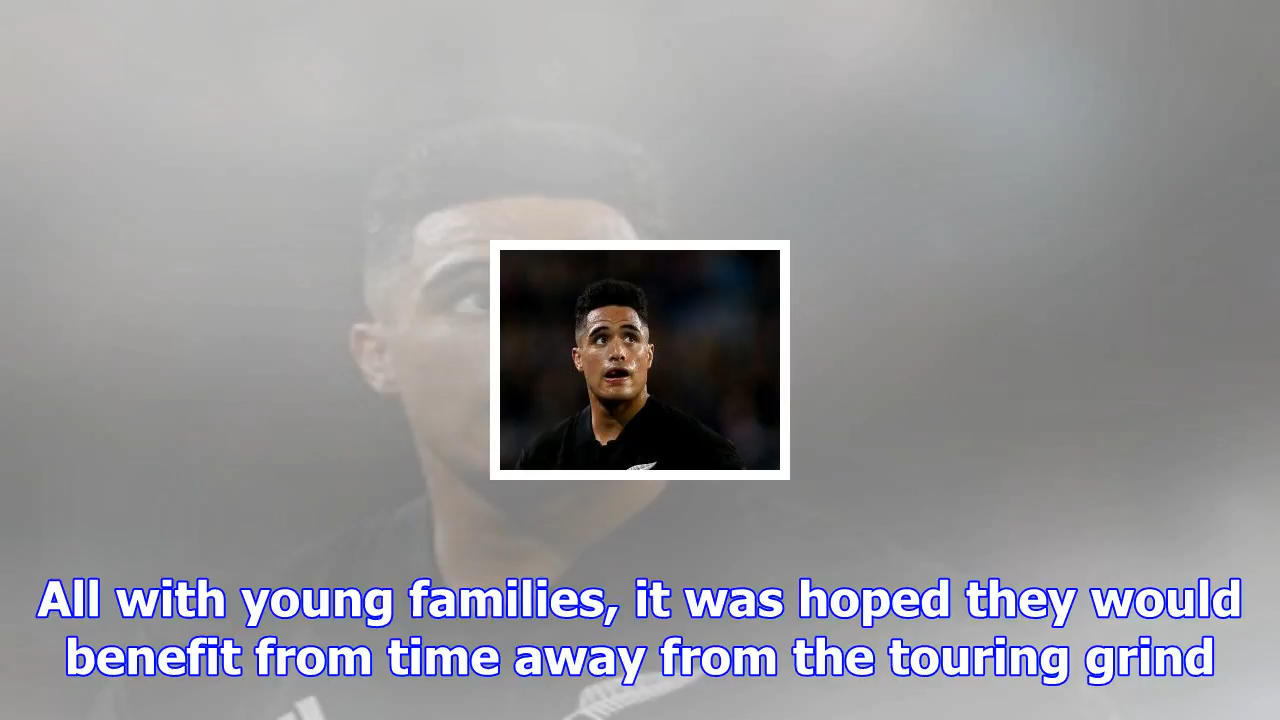 All with young families, it was hoped they would
benefit from time away from the touring grind